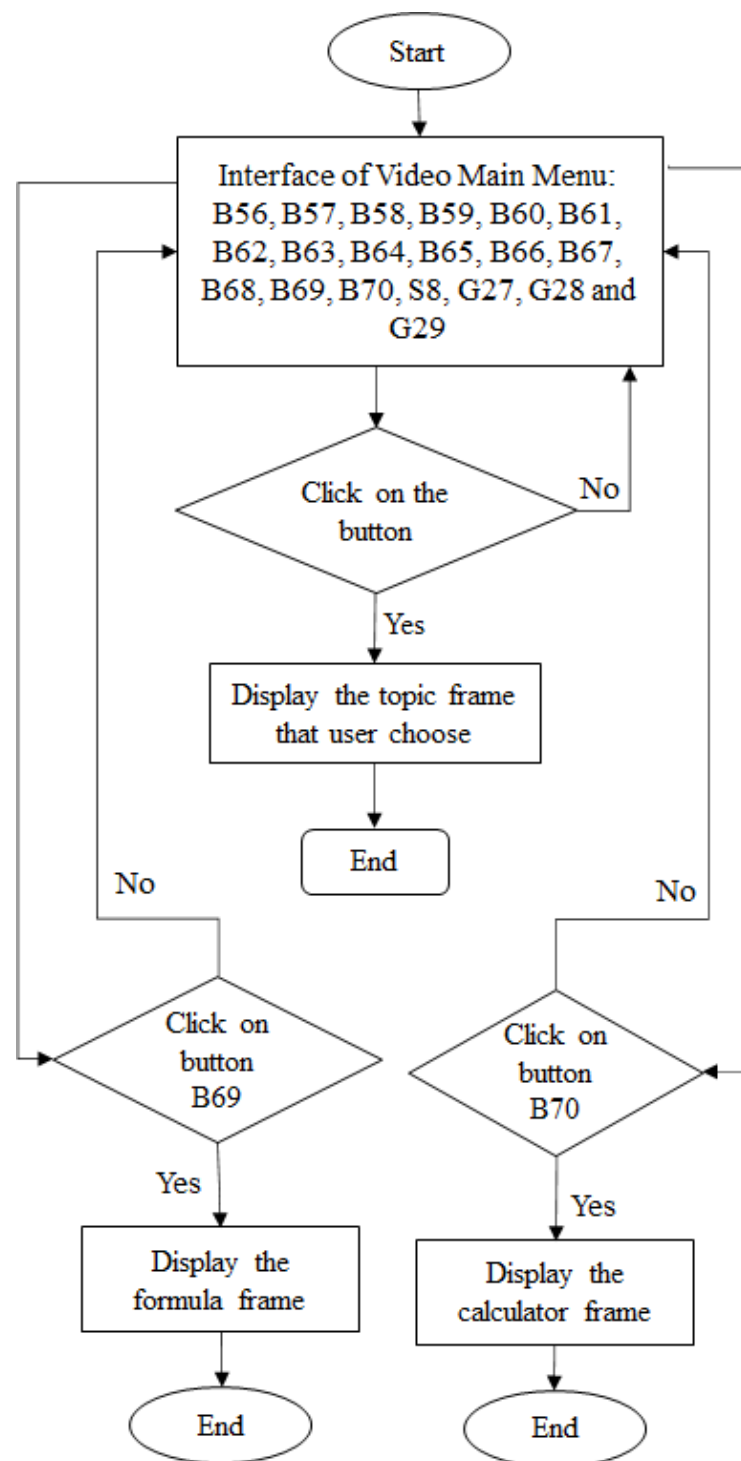 Start
Interface of Video Main Menu:
B56, B57, B58, B59, B60, B61,
B62, B63, B64, B65, B66, B67,
B68, B69, B70, S8, G27, G28 and
G29
Click on the
button
No
Yes
Display the topic frame
that user choose
End
No
No
Click on
button
B69
Click on
button
B70
Yes
Yes
Display the
formula frame
Display the
calculator frame
End
End